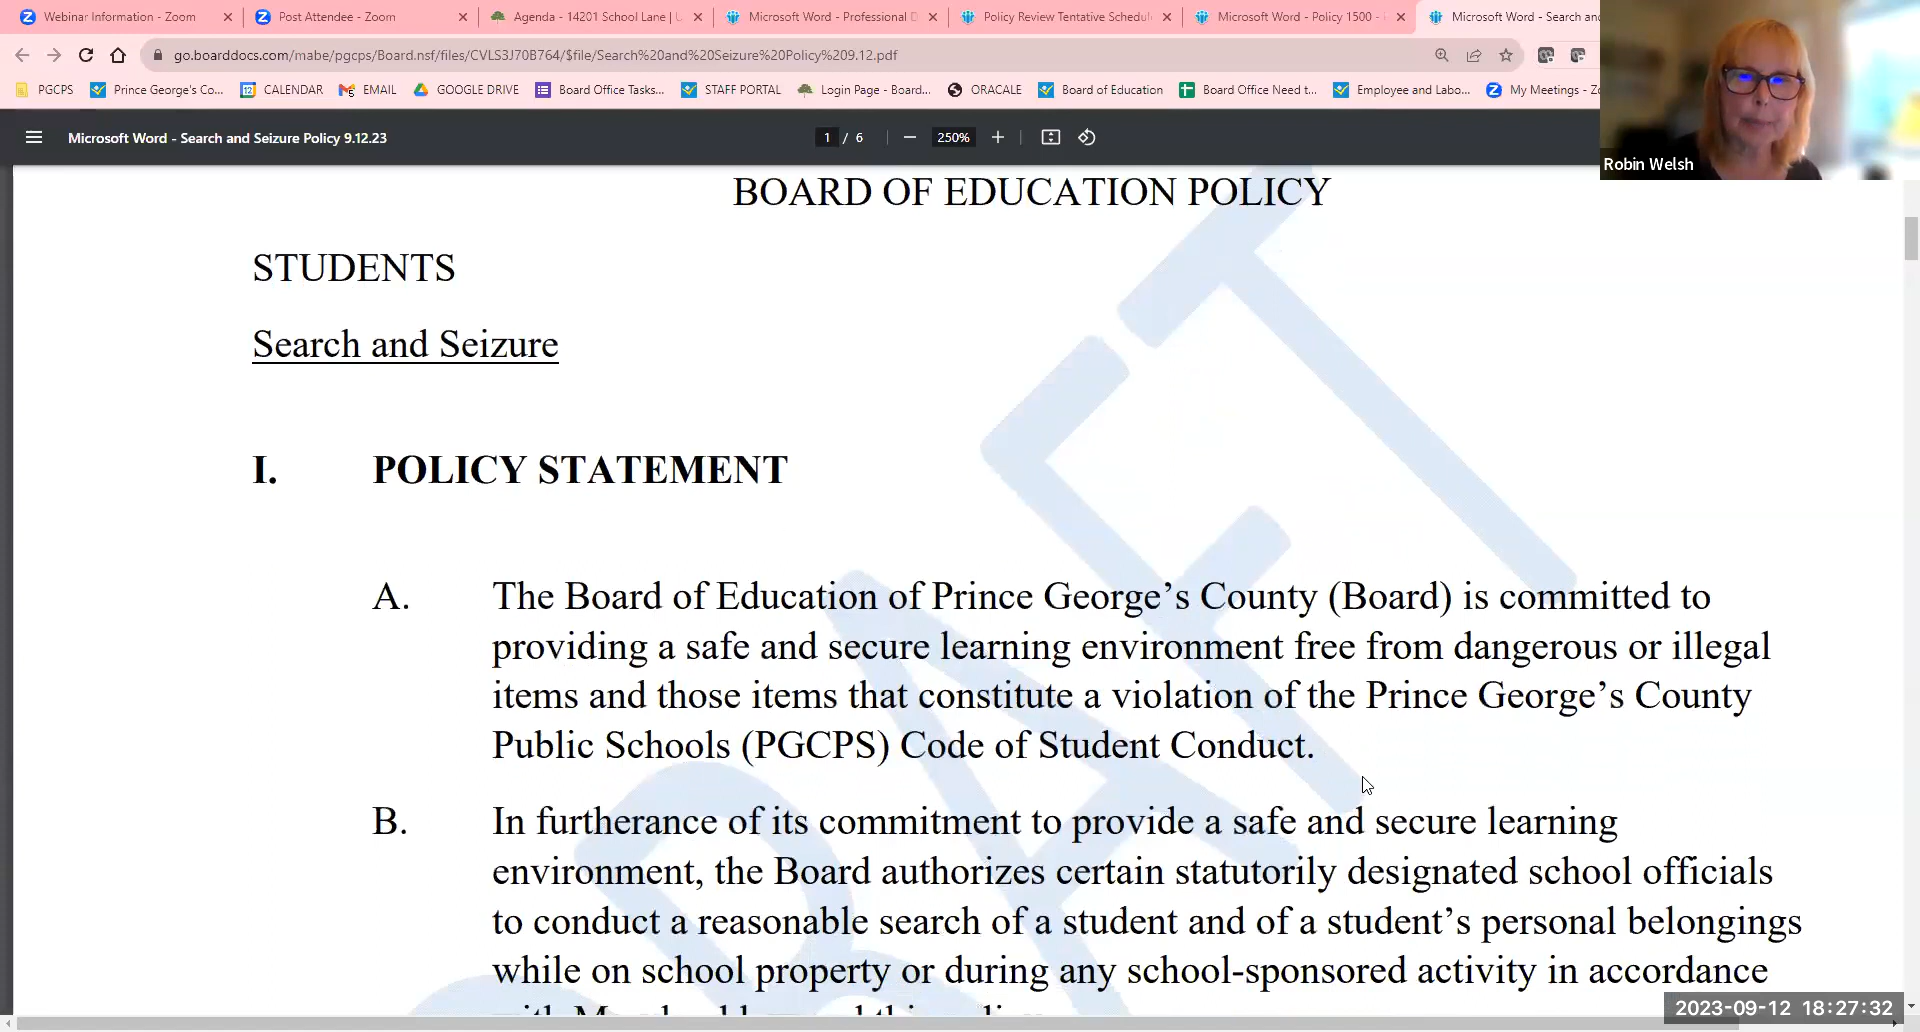 Webinar Information - Zoom
Post Attendee - Zoom
Agenda - 14201 School Lane |
Microsoft Word - Professional D
Policy Review Tentative Schedul
Microsoft Word - Policy 1500 -
Microsoft Word - Search and
go.boarddocs.com/mabe/pgcps/Board.nsf/files/CVLS3J70B764/$file/Search%20and%20Seizure%20Policy%209.12.pdf
PGCPS
Prince George's Co...
CALENDAR
EMAIL
GOOGLE DRIVE
Board Office Tasks...
STAFF PORTAL
Login Page - Board...
ORACALE
Board of Education
Board Office Need t...
Employee and Labo...
My Meetings - Zo
Robin Welsh
Microsoft Word - Search and Seizure Policy 9.12.23
1 / 6
250%
BOARD OF EDUCATION POLICY
STUDENTS
Search and Seizure
I. POLICY STATEMENT
A. The Board of Education of Prince George’s County (Board) is committed to
providing a safe and secure learning environment free from dangerous or illegal
items and those items that constitute a violation of the Prince George’s County
Public Schools (PGCPS) Code of Student Conduct.
B. In furtherance of its commitment to provide a safe and secure learning
environment, the Board authorizes certain statutorily designated school officials
to conduct a reasonable search of a student and of a student’s personal belongings
while on school property or during any school-sponsored activity in accordance
DRAFT
2023-09-12 18:27:32